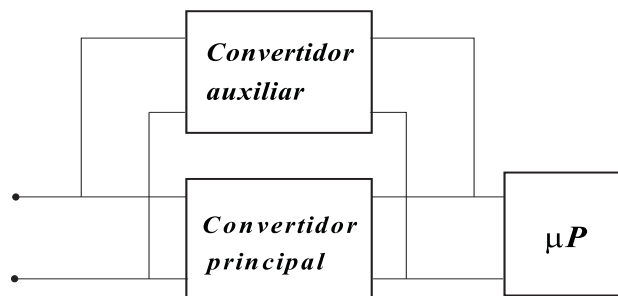 Convertidor
auxiliar
Convertidor
principal
μP